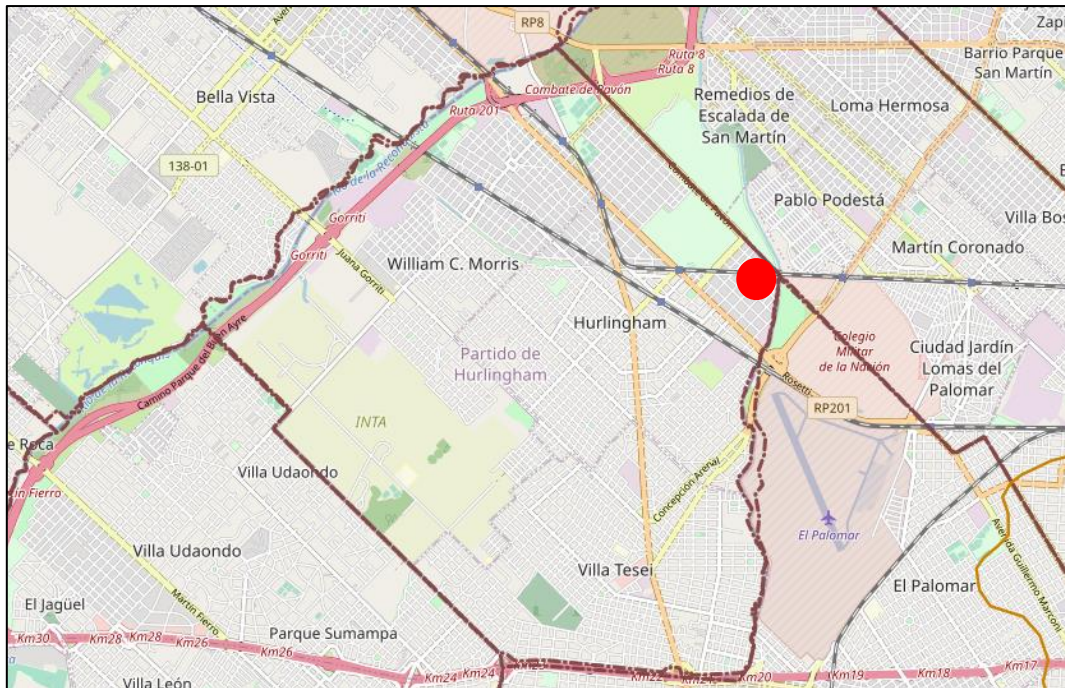 RP8
Zapi
Barrio Parque
San Martín
Ruta 8
Ruta 8
Combate de Pavón
Remedios de
Escalada de
San Martín
Loma Hermosa
Bella Vista
Ruta 201
138-01
Pablo Podestá
Villa Bos
Combate de Pavón
Martín Coronado
Gorriti
Gorriti
Juana Gorriti
William C. Morris
Hurlingham
Partido de
Hurlingham
Colegio
Militar
de la Nación
Ciudad Jardín
Lomas del
Palomar
Camino Parque del Buen Ayre
Rosetti
RP201
INTA
e Roca
Villa Udaondo
Concepción Arenal
El Palomar
Villa Udaondo
Villa Tesei
El Palomar
Avenida Guillermo Marconi
El Jagüel
Martín Fierro
Parque Sumampa
Km30
Km28
Km28
Km26
Km26
Km24
Km24
Km22
Km20
Km19
Km18
Km17
Villa León